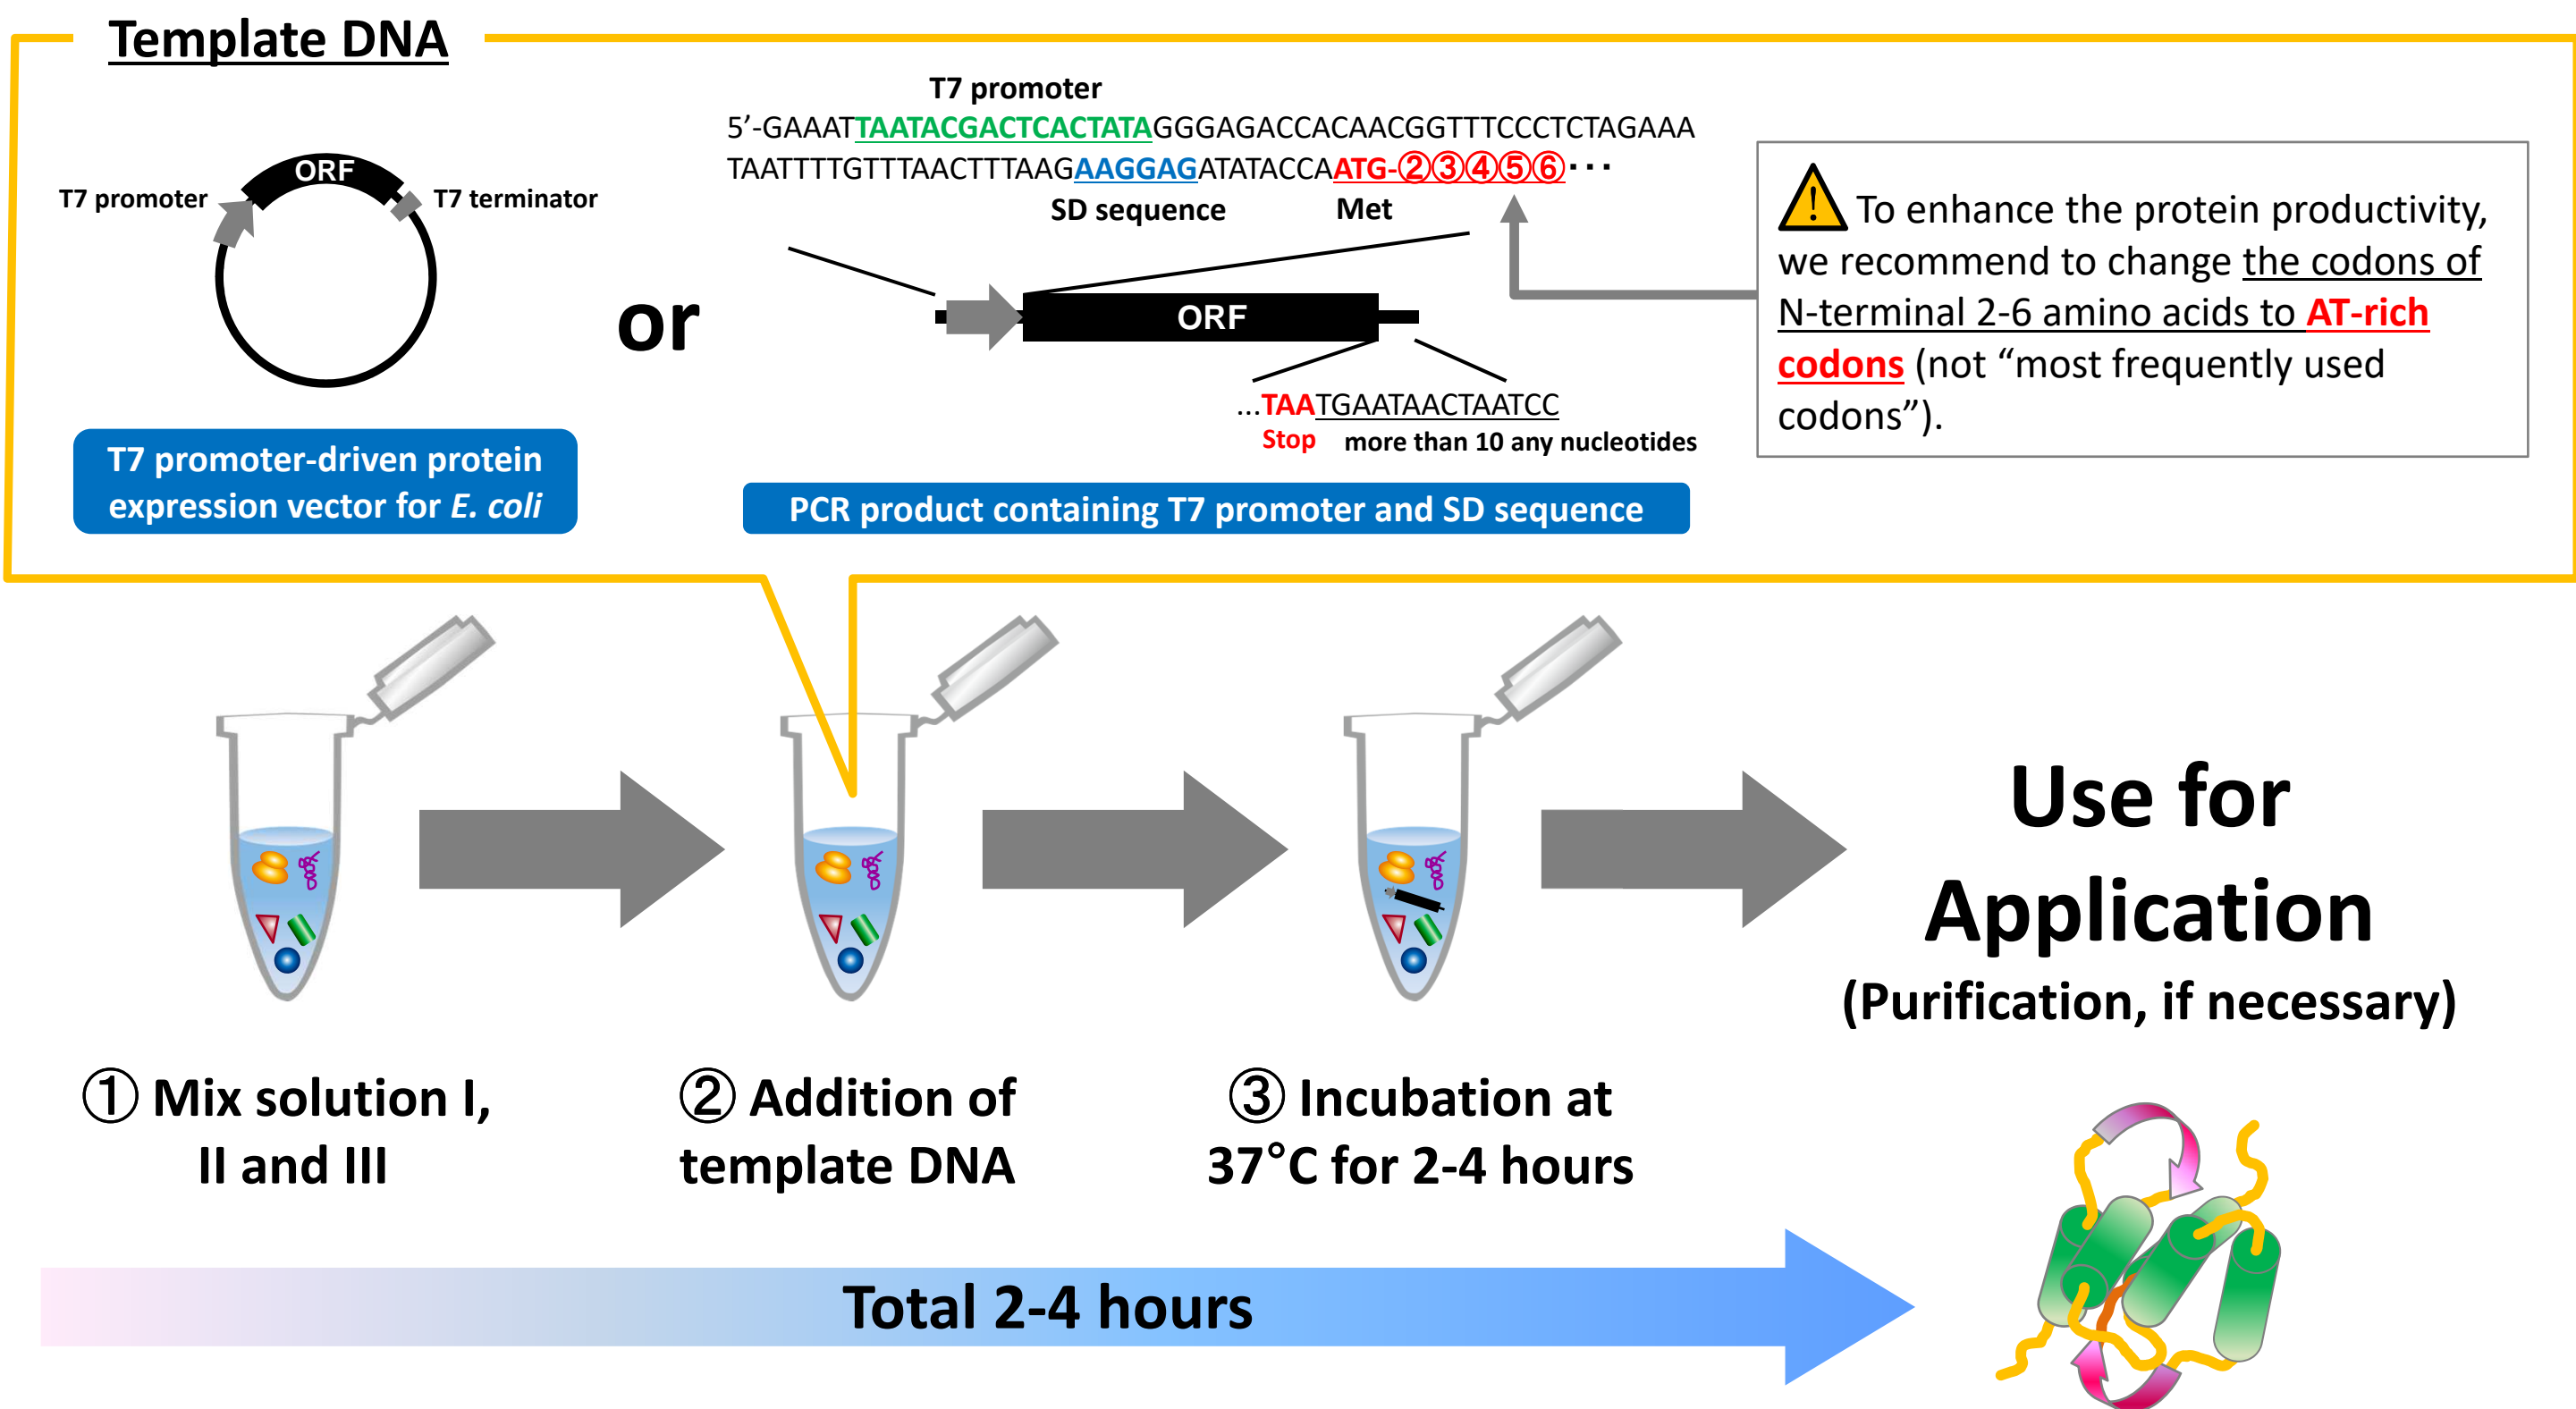 Template DNA
T7 promoter
5’-GAAATTAATACGACTCACTATAGGGAGACCACAACGGTTTCCCTCTAGAAA
TAATTTTGTTTAACTTTAAGAAGGAGATATACCAATG-②③④⑤⑥···
SD sequence
Met
ORF
T7 promoter
T7 terminator
or
ORF
...TAATGAATAACTAATCC
Stop
more than 10 any nucleotides
! To enhance the protein productivity,
we recommend to change the codons of
N-terminal 2-6 amino acids to AT-rich
codons (not “most frequently used
codons”).
T7 promoter-driven protein
expression vector for E. coli
PCR product containing T7 promoter and SD sequence
Use for
Application
(Purification, if necessary)
① Mix solution I,
II and III
② Addition of
template DNA
③ Incubation at
37°C for 2-4 hours
Total 2-4 hours